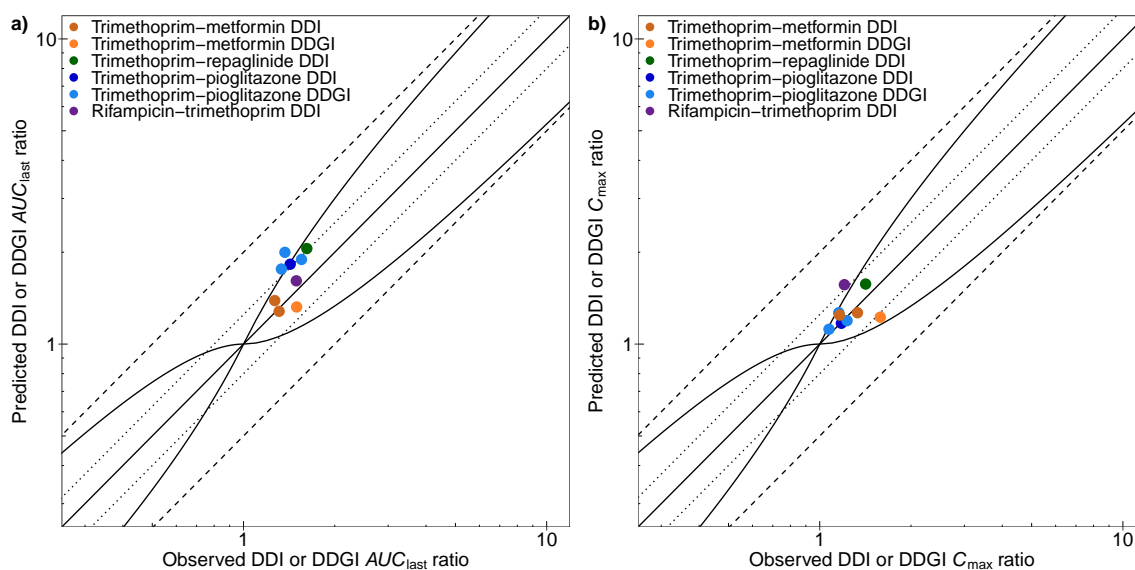 a)
Trimethoprim−metformin DDI
Trimethoprim−metformin DDGI
Trimethoprim−repaglinide DDI
Trimethoprim−pioglitazone DDI
Trimethoprim−pioglitazone DDGI
Rifampicin−trimethoprim DDI
10
1
Predicted DDI or DDGI AUClast ratio
1
10
Observed DDI or DDGI AUClast ratio
b)
Trimethoprim−metformin DDI
Trimethoprim−metformin DDGI
Trimethoprim−repaglinide DDI
Trimethoprim−pioglitazone DDI
Trimethoprim−pioglitazone DDGI
Rifampicin−trimethoprim DDI
10
1
Predicted DDI or DDGI Cmax ratio
1
10
Observed DDI or DDGI Cmax ratio